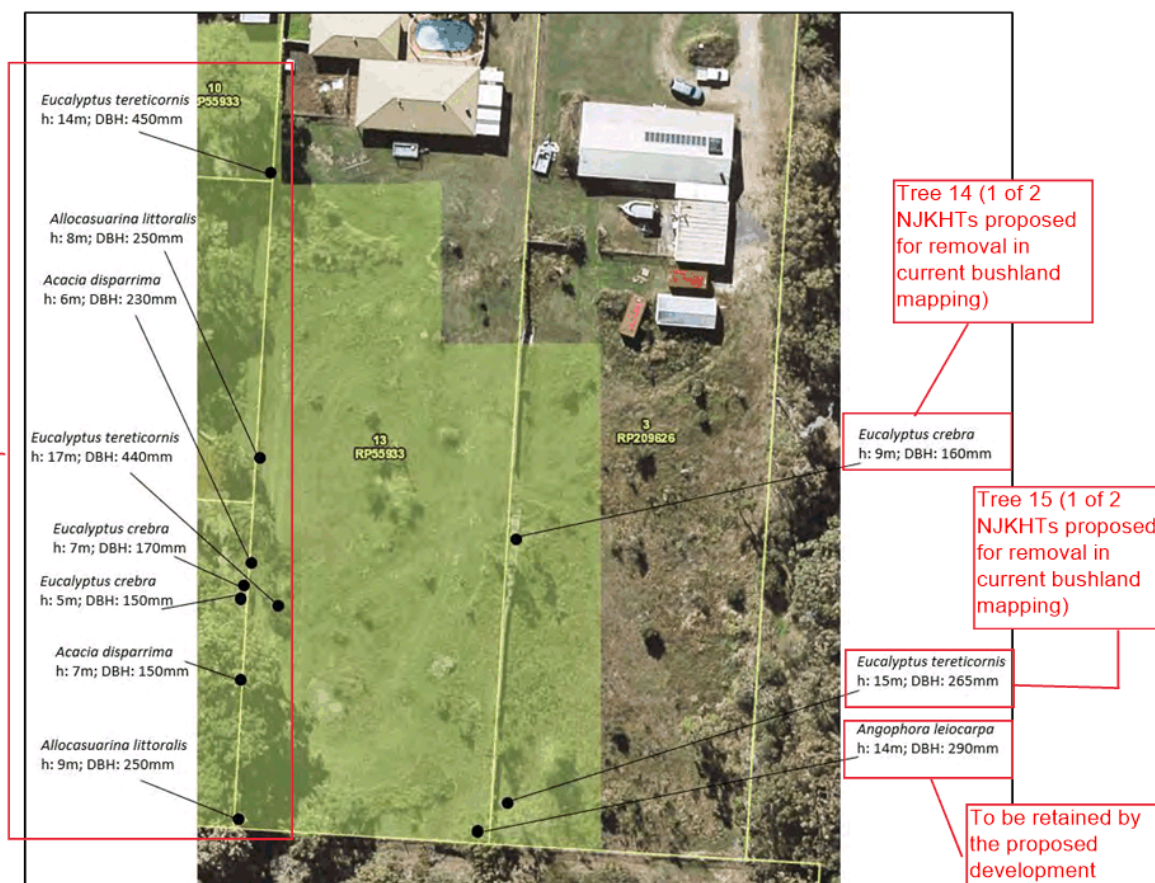 10
RP55933
Eucalyptus tereticornis
h: 14m; DBH: 450mm
Allocasuarina littoralis
h: 8m; DBH: 250mm
Acacia disparrima
h: 6m; DBH: 230mm
Eucalyptus tereticornis
h: 17m; DBH: 440mm
Eucalyptus crebra
h: 7m; DBH: 170mm
Eucalyptus crebra
h: 5m; DBH: 150mm
Acacia disparrima
h: 7m; DBH: 150mm
Allocasuarina littoralis
h: 9m; DBH: 250mm
13
RP55933
3
RP209626
Tree 14 (1 of 2
NJKHTs proposed
for removal in
current bushland
mapping)
Eucalyptus crebra
h: 9m; DBH: 160mm
Tree 15 (1 of 2
NJKHTs proposed
for removal in
current bushland
mapping)
Eucalyptus tereticornis
h: 15m; DBH: 265mm
Angophora leiocarpa
h: 14m; DBH: 290mm
To be retained by
the proposed
development